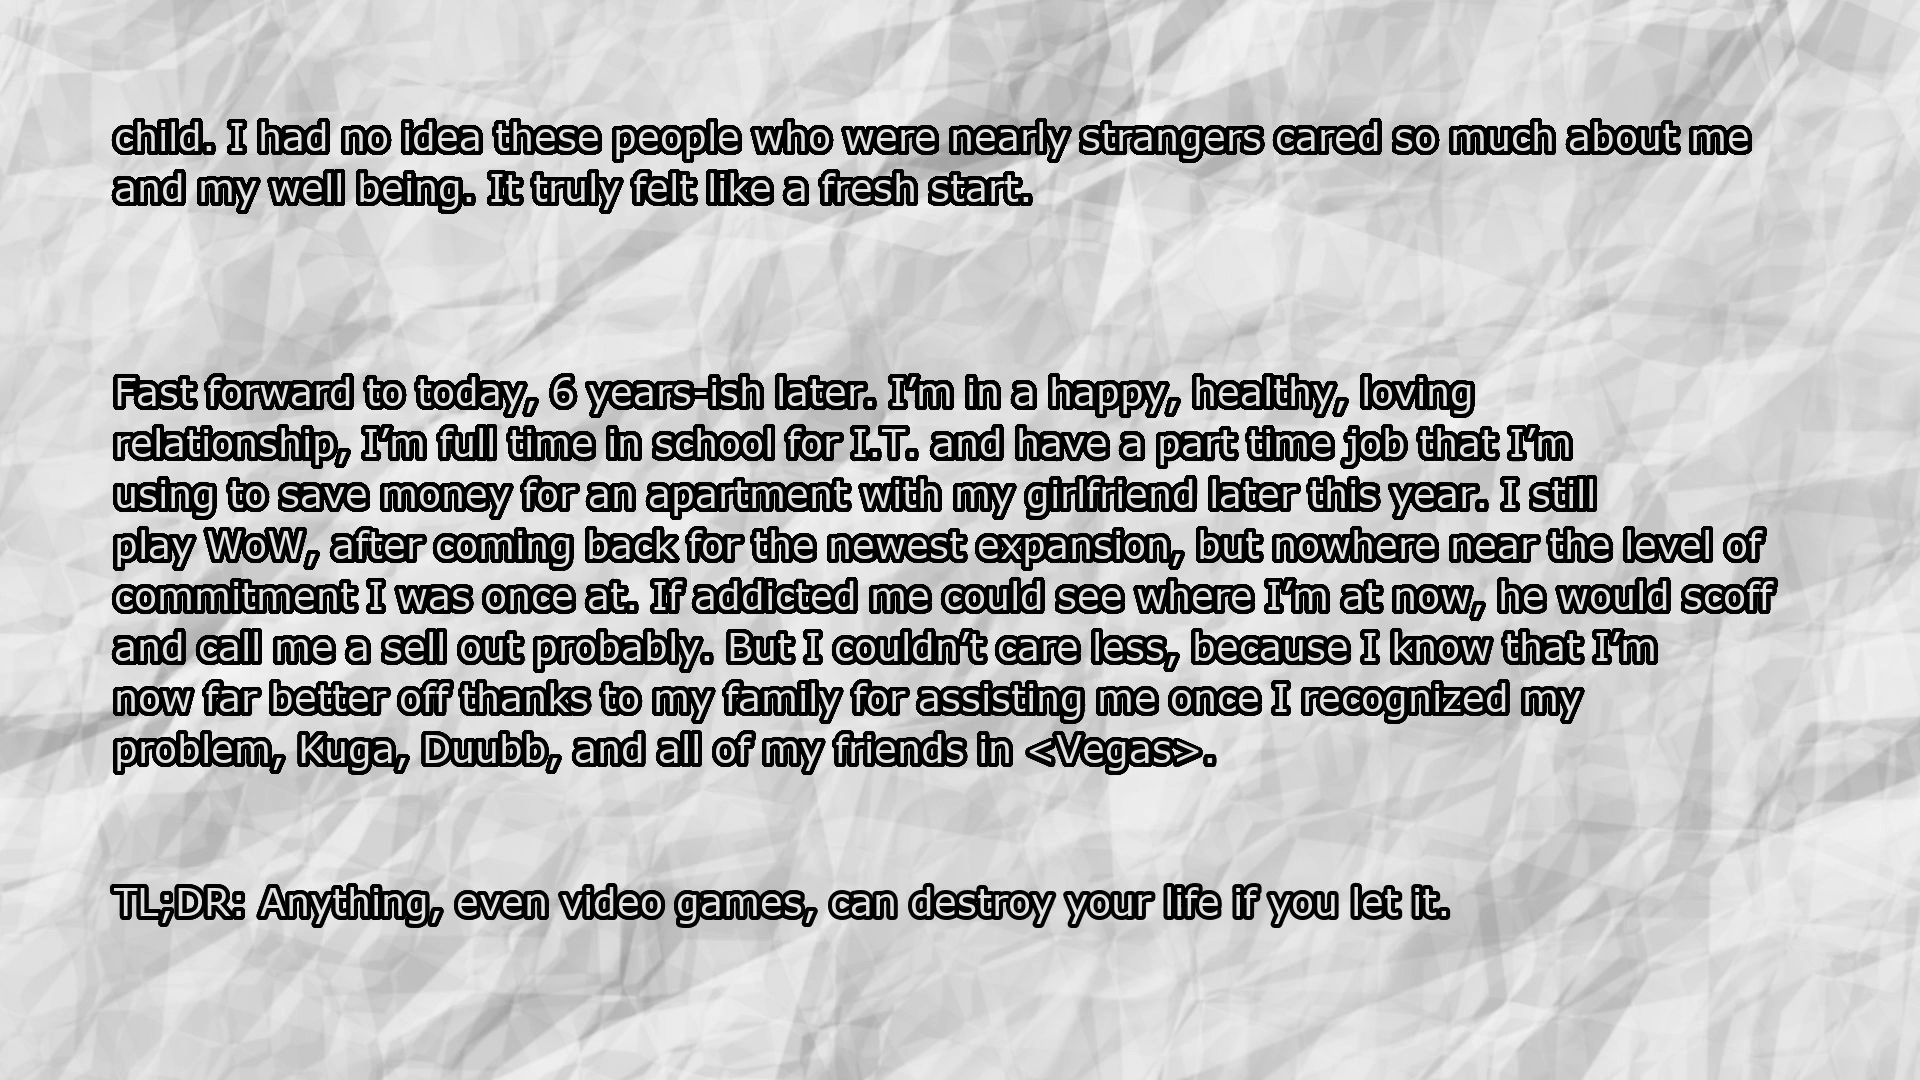 child. I had no idea these people who were nearly strangers cared so much about me
and my well being. It truly felt like a fresh start.
Fast forward to today, 6 years-ish later. I’m in a happy, healthy, loving
relationship, I’m full time in school for I.T. and have a part time job that I’m
using to save money for an apartment with my girlfriend later this year. I still
play WoW, after coming back for the newest expansion, but nowhere near the level of
commitment I was once at. If addicted me could see where I’m at now, he would scoff
and call me a sell out probably. But I couldn’t care less, because I know that I’m
now far better off thanks to my family for assisting me once I recognized my
problem, Kuga, Duubb, and all of my friends in <Vegas>.
TL;DR: Anything, even video games, can destroy your life if you let it.